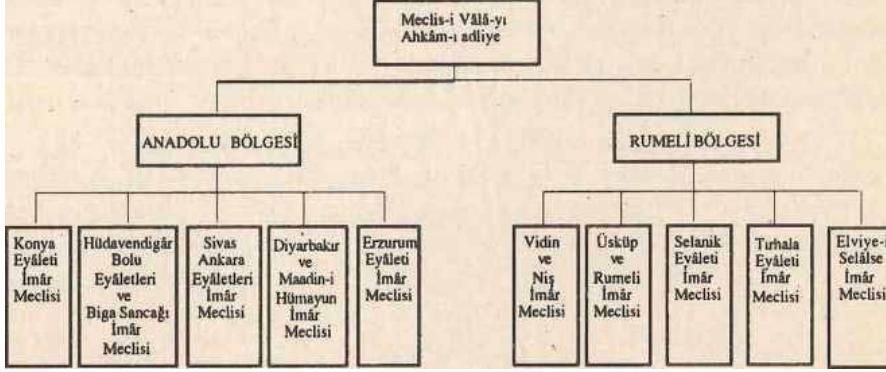 Meclis-i Vâlâ-yı
Ahkâm-ı adliye
ANADOLU BÖLGESİ
RUMELİ BÖLGESİ
Konya
Eyâleti
İmâr
Meclisi
Hüdavendigâr
Bolu
Eyâletleri
ve
Biga Sancağı
İmâr
Meclisi
Sivas
Ankara
Eyâletleri
İmâr
Meclisi
Diyarbakır
ve
Maadin-i
Hümayun
İmâr
Meclisi
Erzurum
Eyâleti
İmâr
Meclisi
Vidin
ve
Niş
İmâr
Meclisi
Üsküp
ve
Rumeli
İmâr
Meclisi
Selanik
Eyâleti
İmâr
Meclisi
Tırhala
Eyâleti
İmâr
Meclisi
Elviye-i
Selâlse
İmâr
Meclisi